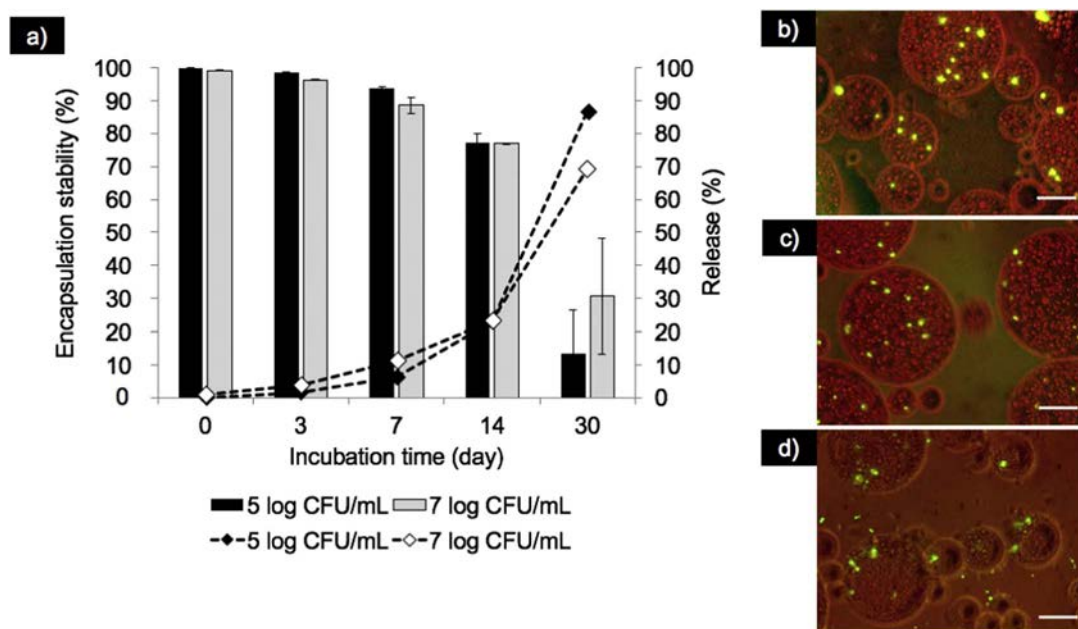 a)
Encapsulation stability (%)
100
90
80
70
60
50
40
30
20
10
0
0 3 7 14 30
Incubation time (day)
100
90
80
70
60
50
40
30
20
10
0
Release (%)
5 log CFU/mL 7 log CFU/mL
5 log CFU/mL 7 log CFU/mL
b)
c)
d)